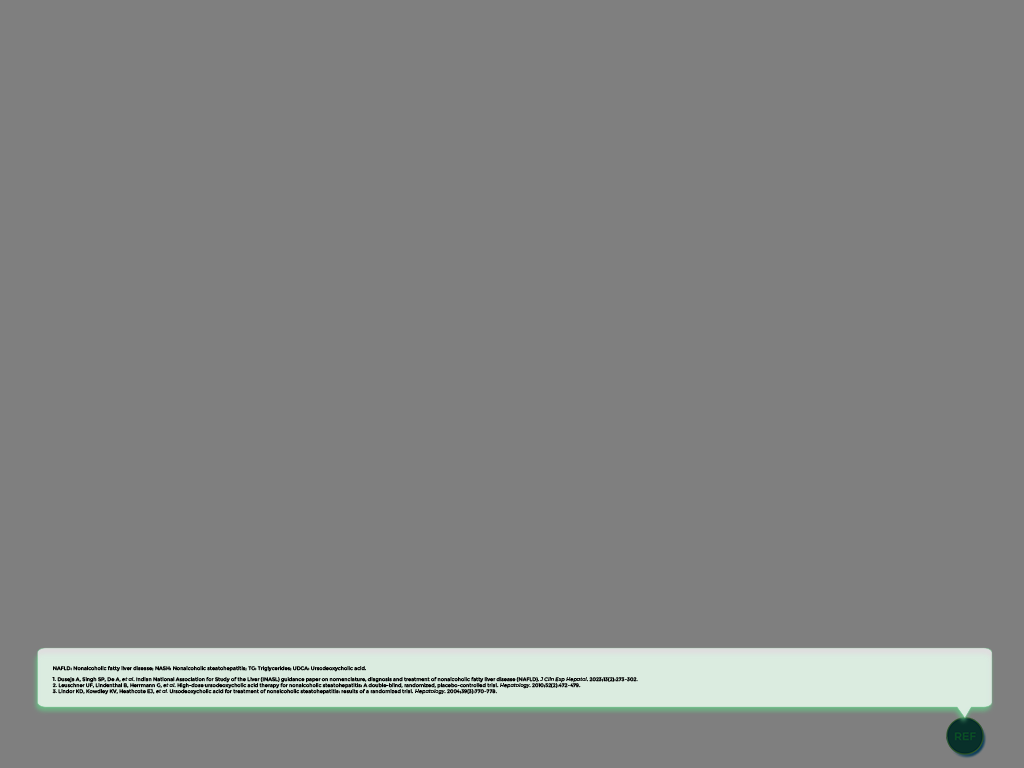 NAFLD: Nonalcoholic fatty liver disease; NASH: Nonalcoholic steatohepatitis; TG: Triglycerides; UDCA: Ursodeoxycholic acid.
1. Duseja A, Singh SP, De A, et al. Indian National Association for Study of the Liver (INASL) guidance paper on nomenclature, diagnosis and treatment of nonalcoholic fatty liver disease (NAFLD). J Clin Exp Hepatol. 2023;13(2):273-302.
2. Leuschner UF, Lindenthal B, Herrmann G, et al. High-dose ursodeoxycholic acid therapy for nonalcoholic steatohepatitis: A double-blind, randomized, placebo-controlled trial. Hepatology. 2010;52(2):472-479.
3. Lindor KD, Kowdley KV, Heathcote EJ, et al. Ursodeoxycholic acid for treatment of nonalcoholic steatohepatitis: results of a randomized trial. Hepatology. 2004;39(3):770-778.
REF